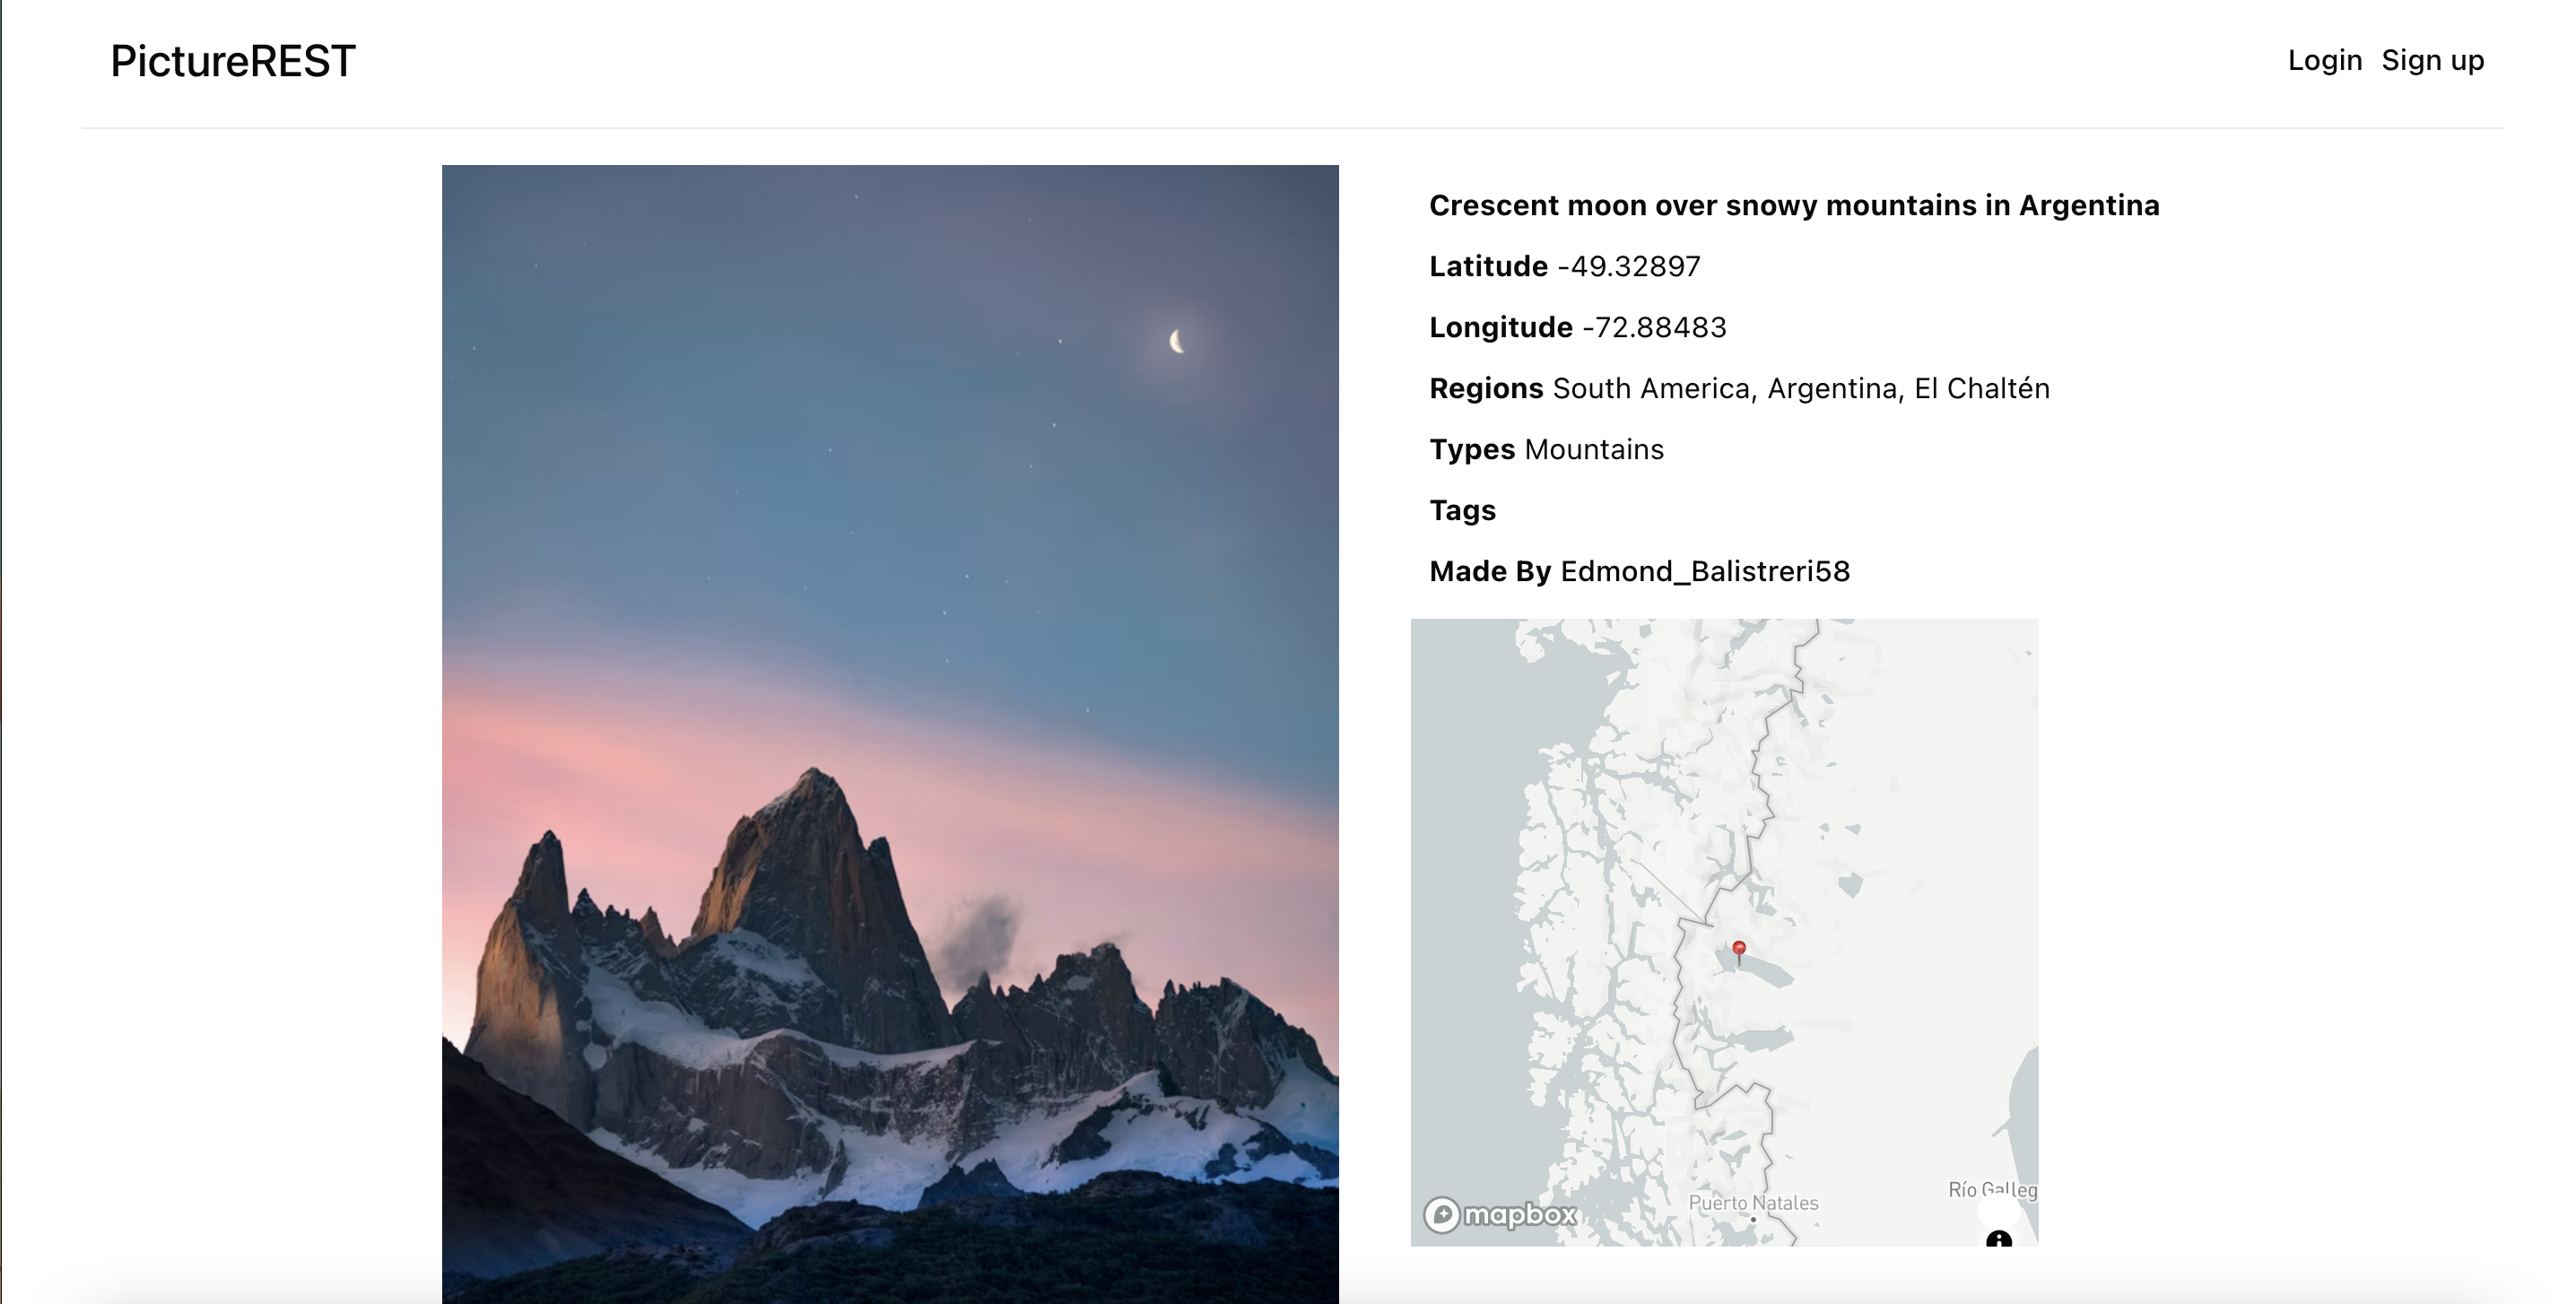 PictureREST
Login Sign up
Crescent moon over snowy mountains in Argentina
Latitude -49.32897
Longitude -72.88483
Regions South America, Argentina, El Chaltén
Types Mountains
Tags
Made By Edmond_Balistreri58
Río Galleg
Puerto Natales
mapbox